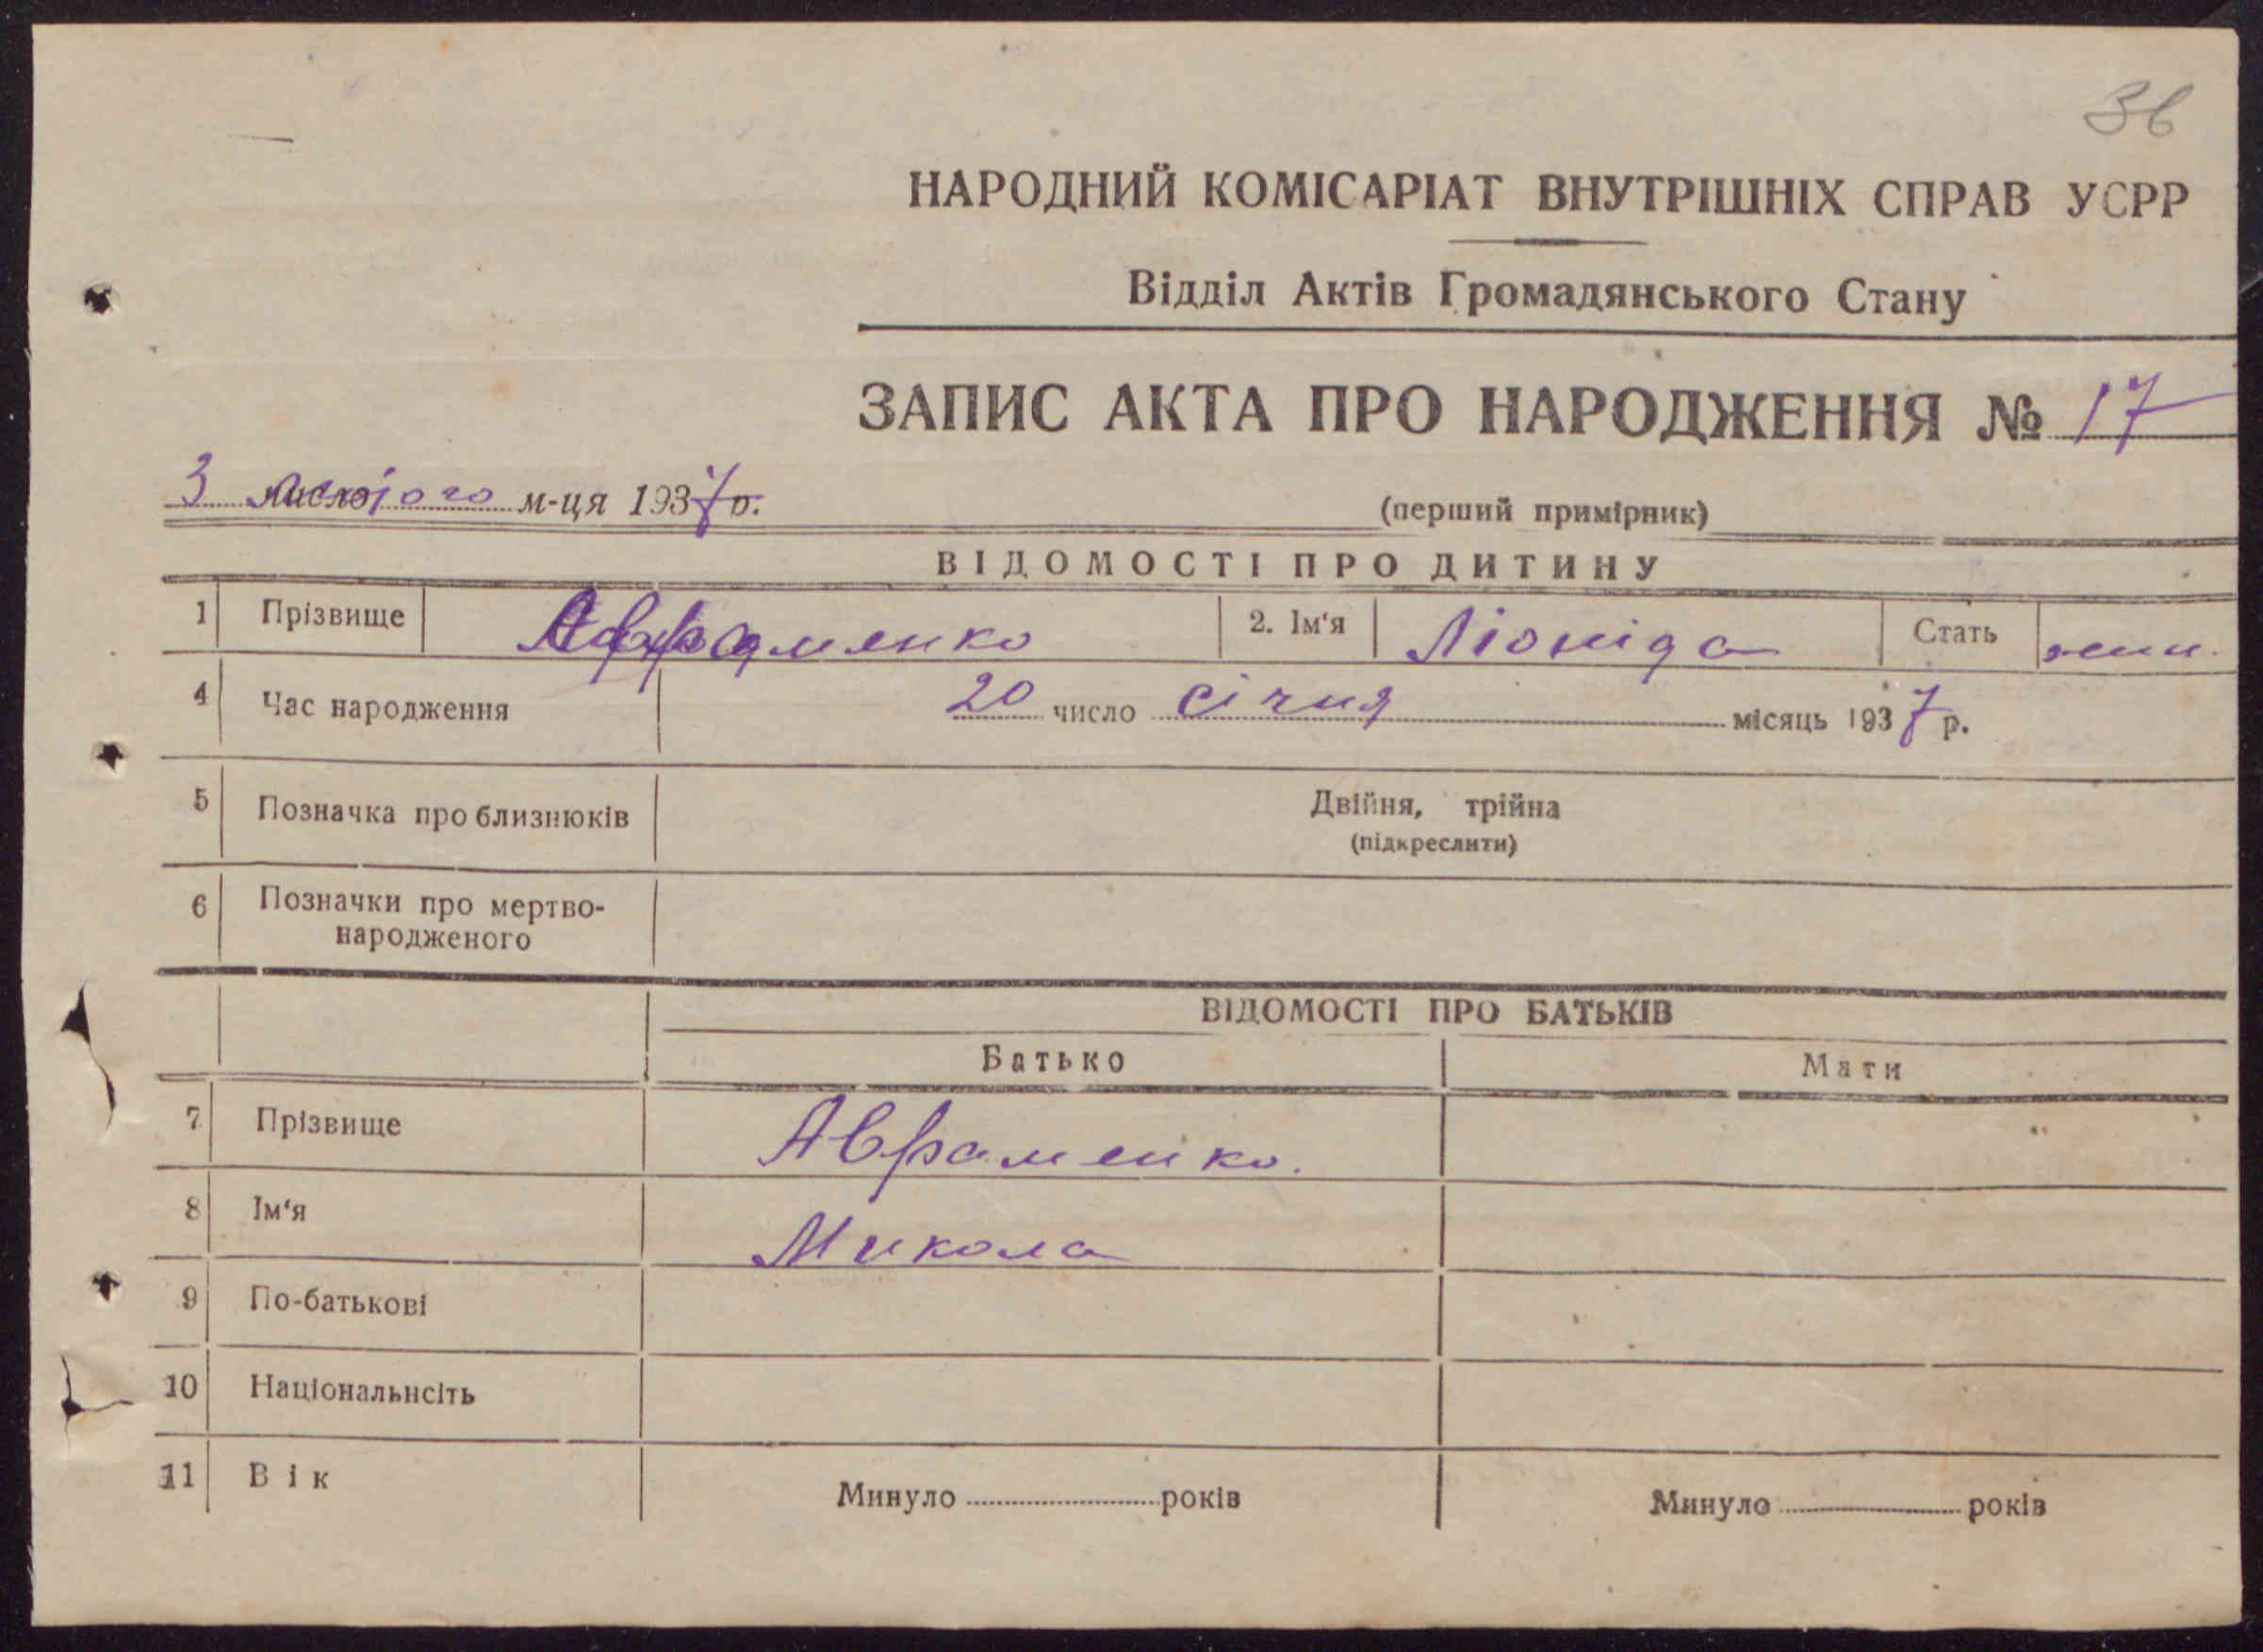 36
НАРОДНИЙ КОМІСАРІАТ ВНУТРІШНІХ СПРАВ УСРР
Відділ Актів Громадянського Стану
ЗАПИС АКТА ПРО НАРОДЖЕННЯ № 17
3 лютого м-ця 1937 р.
(перший примірник)
ВІДОМОСТІ ПРО ДИТИНУ
1 Прізвище Авраменко 2. Ім‘я Ліоніда Стать жен.
4 Час народження 20 число січня місяць 1937 р.
5 Позначка про близнюків Двійня, трійна
(підкреслити)
6 Позначки про мертво-
народженого
ВІДОМОСТІ ПРО БАТЬКІВ
Батько Мати
7 Прізвище Авраменко.
8 Ім‘я Микола
9 По-батькові
10 Національнсіть
11 Вік Минуло років Минуло років